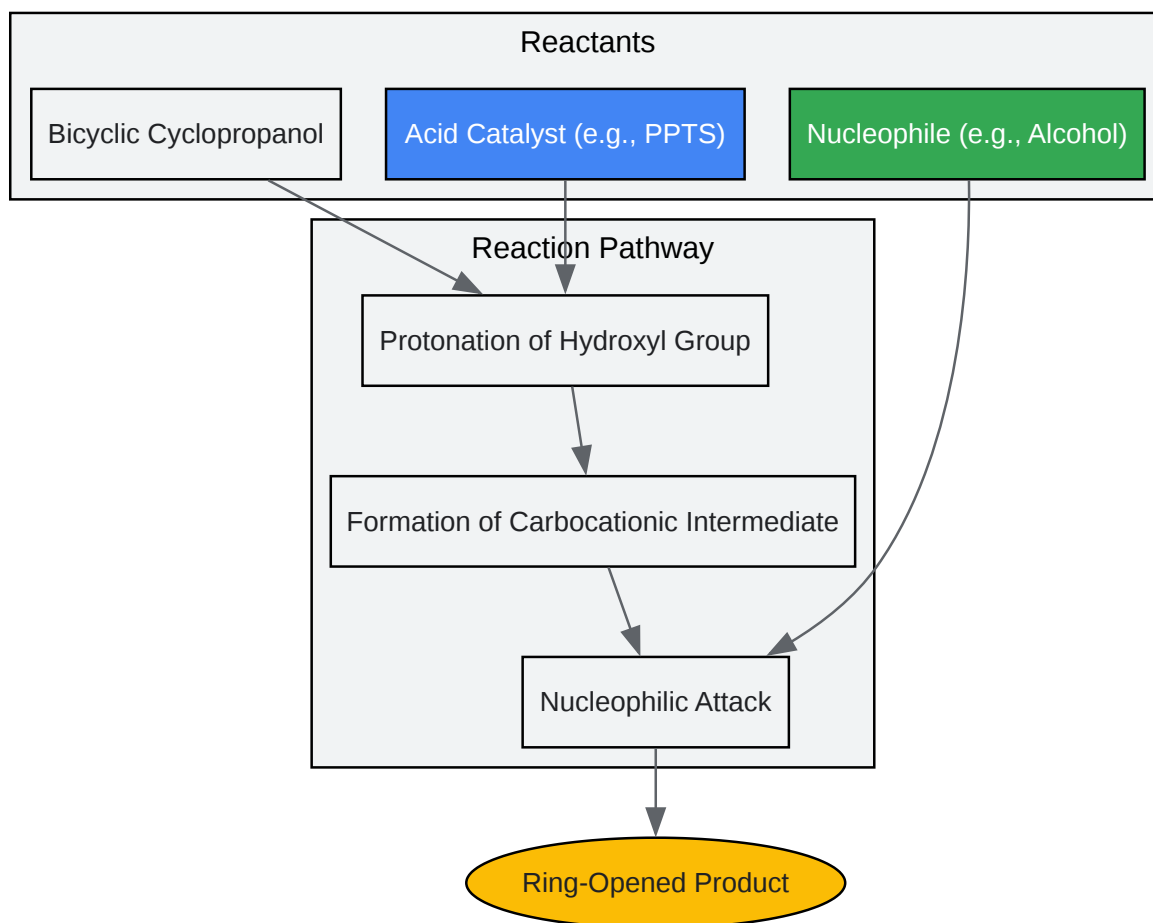 Reactants
Bicyclic Cyclopropanol
Acid Catalyst (e.g., PPTS)
Nucleophile (e.g., Alcohol)
Reaction Pathway
Protonation of Hydroxyl Group
Formation of Carbocationic Intermediate
Nucleophilic Attack
Ring-Opened Product